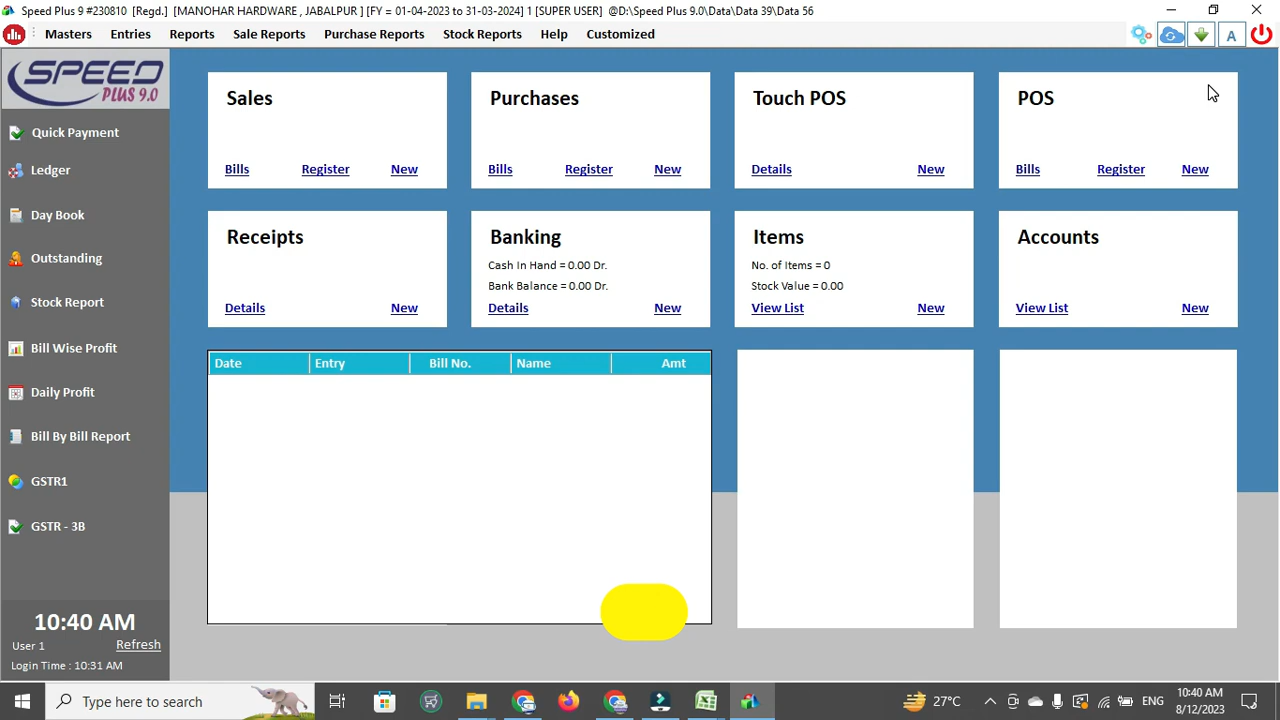 Speed Plus 9 #230810 [Regd.] [MANOHAR HARDWARE , JABALPUR ] [FY = 01-04-2023 to 31-03-2024] 1 [SUPER USER] @D:\Speed Plus 9.0\Data\Data 39\Data 56
Masters Entries Reports Sale Reports Purchase Reports Stock Reports Help Customized A
SPEED
PLUS 9.0
Quick Payment
Ledger
Day Book
Outstanding
Stock Report
Bill Wise Profit
Daily Profit
Bill By Bill Report
GSTR1
GSTR - 3B
10:40 AM
User 1 Refresh
Login Time : 10:31 AM
Sales
Bills Register New
Purchases
Bills Register New
Touch POS
Details New
POS
Bills Register New
Receipts
Details New
Banking
Cash In Hand = 0.00 Dr.
Bank Balance = 0.00 Dr.
Details New
Items
No. of Items = 0
Stock Value = 0.00
View List New
Accounts
View List New
Date Entry Bill No. Name Amt
Type here to search
27°C ENG
10:40 AM
8/12/2023